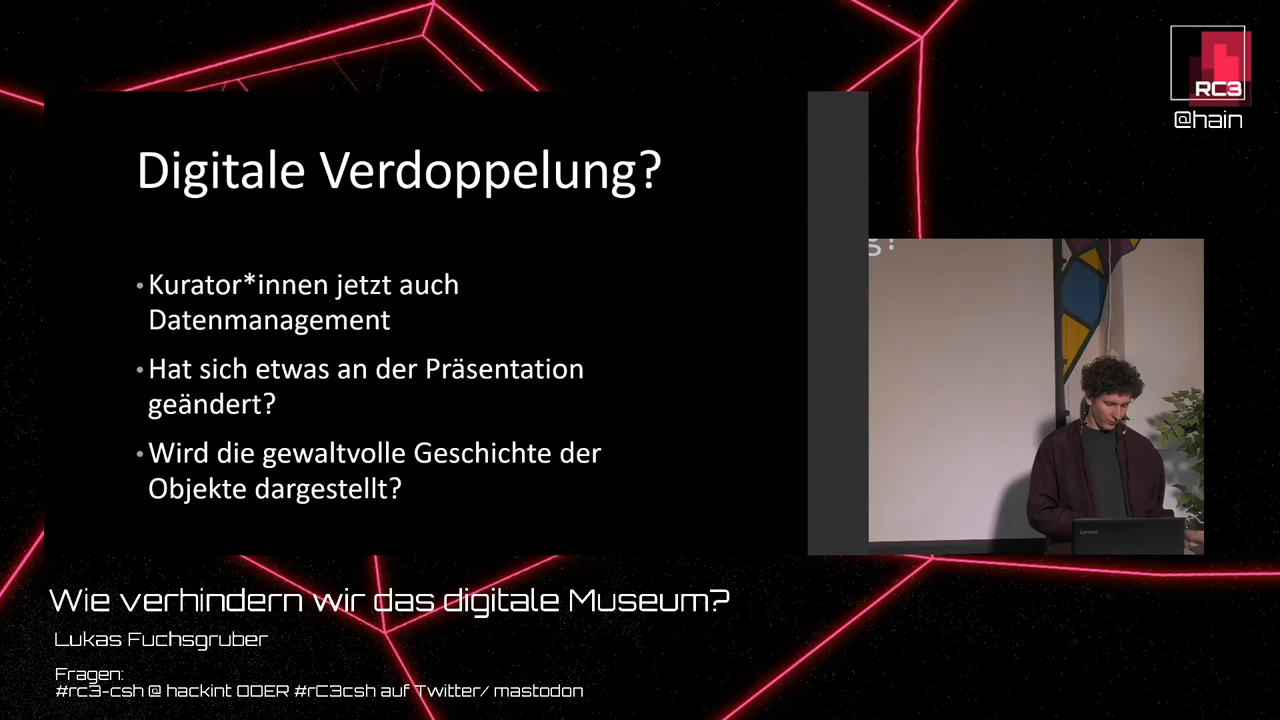 RC3
@hain
Digitale Verdoppelung?
g?
• Kurator*innen jetzt auch
Datenmanagement
• Hat sich etwas an der Präsentation
geändert?
• Wird die gewaltvolle Geschichte der
Objekte dargestellt?
Lenovo
Wie verhindern wir das digitale Museum?
Lukas Fuchsgruber
Fragen:
#rc3-csh @ hackint ODER #rC3csh auf Twitter/ mastodon